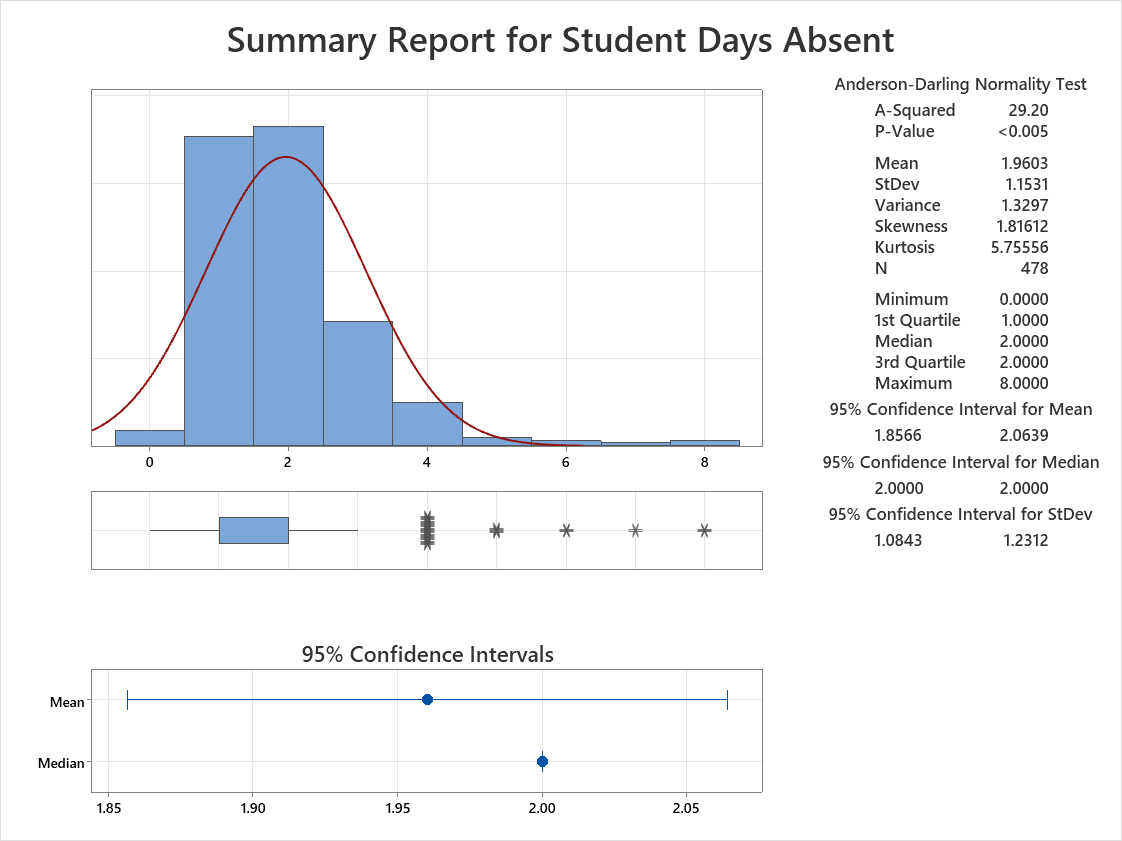 Summary Report for Student Days Absent
0 2 4 6 8
95% Confidence Intervals
Mean
Median
1.85 1.90 1.95 2.00 2.05
Anderson-Darling Normality Test
A-Squared 29.20
P-Value <0.005
Mean 1.9603
StDev 1.1531
Variance 1.3297
Skewness 1.81612
Kurtosis 5.75556
N 478
Minimum 0.0000
1st Quartile 1.0000
Median 2.0000
3rd Quartile 2.0000
Maximum 8.0000
95% Confidence Interval for Mean
1.8566 2.0639
95% Confidence Interval for Median
2.0000 2.0000
95% Confidence Interval for StDev
1.0843 1.2312